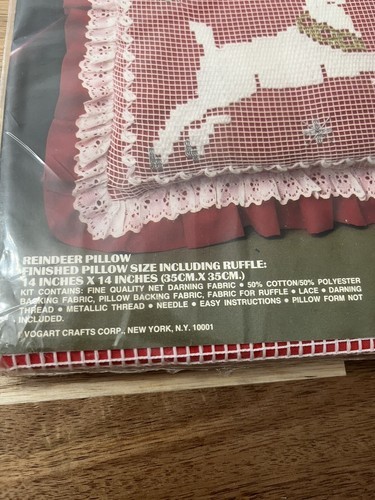 REINDEER PILLOW
FINISHED PILLOW SIZE INCLUDING RUFFLE:
14 INCHES X 14 INCHES (35CM.X 35CM.)
KIT CONTAINS: FINE QUALITY NET DARNING FABRIC • 50% COTTON/50% POLYESTER
BACKING FABRIC, PILLOW BACKING FABRIC, FABRIC FOR RUFFLE • LACE • DARNING
THREAD • METALLIC THREAD • NEEDLE • EASY INSTRUCTIONS • PILLOW FORM NOT
INCLUDED.
VOGART CRAFTS CORP., NEW YORK, N.Y. 10001